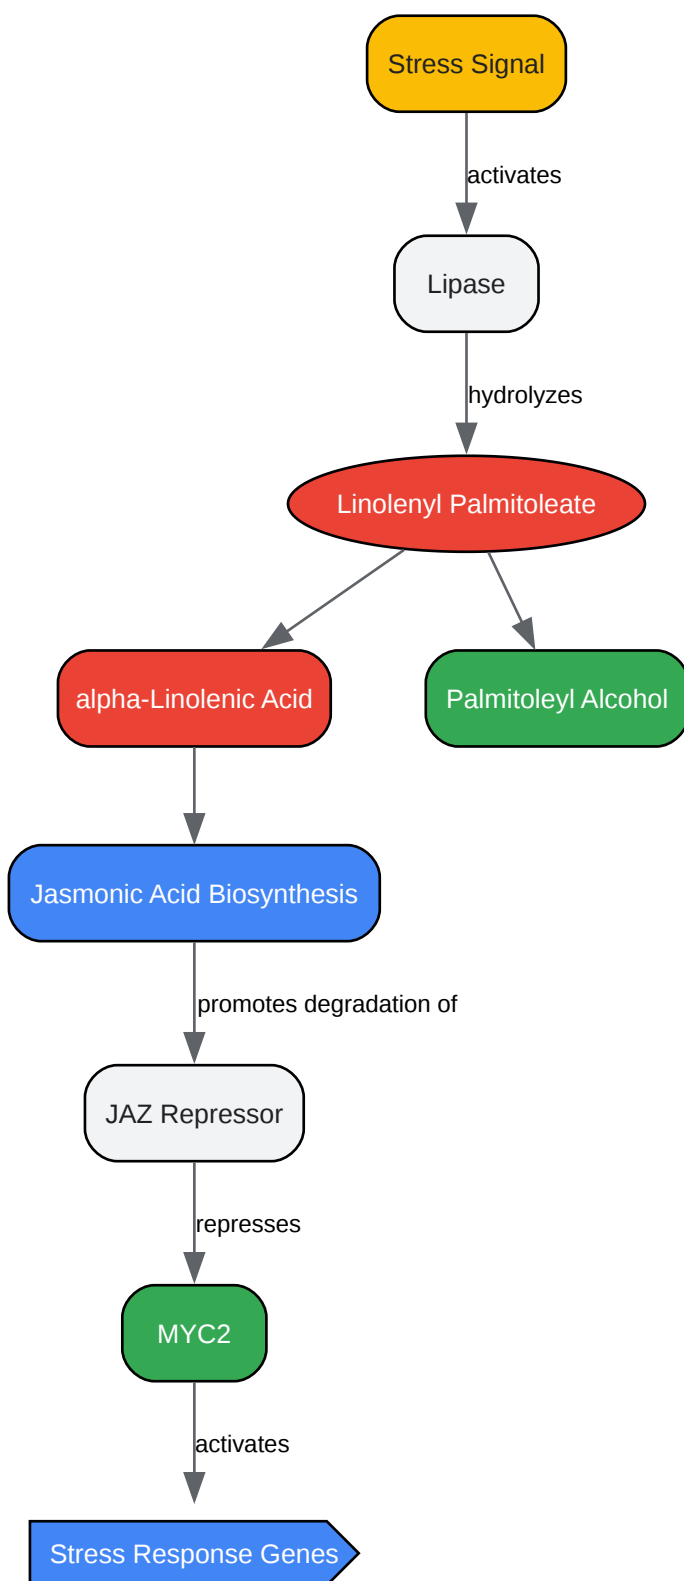 Stress Signal
activates
Lipase
hydrolyzes
Linolenyl Palmitoleate
alpha-Linolenic Acid
Palmitoleyl Alcohol
Jasmonic Acid Biosynthesis
promotes degradation of
JAZ Repressor
represses
MYC2
activates
Stress Response Genes